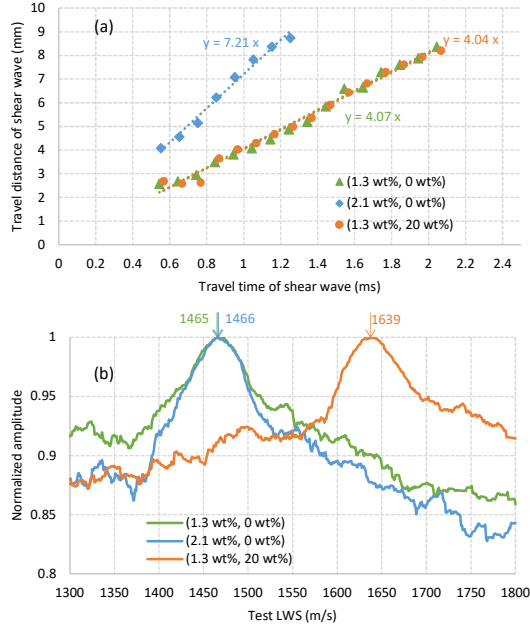 (a)
y = 7.21 x
y = 4.04 x
y = 4.07 x
Travel distance of shear wave (mm)
10
9
8
7
6
5
4
3
2
1
0
(1.3 wt%, 0 wt%)
(2.1 wt%, 0 wt%)
(1.3 wt%, 20 wt%)
0 0.2 0.4 0.6 0.8 1 1.2 1.4 1.6 1.8 2 2.2 2.4
Travel time of shear wave (ms)
1465 1466 1639
(b)
Normalized amplitude
1
0.95
0.9
0.85
0.8
(1.3 wt%, 0 wt%)
(2.1 wt%, 0 wt%)
(1.3 wt%, 20 wt%)
1300 1350 1400 1450 1500 1550 1600 1650 1700 1750 1800
Test LWS (m/s)